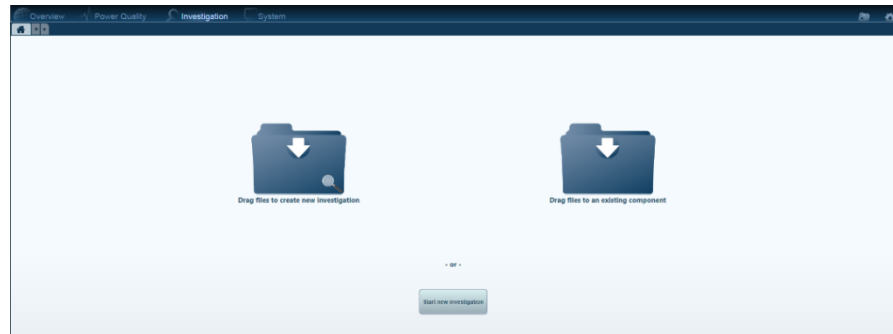 Overview Power Quality Investigation System
Drag files to create new investigation Drag files to an existing component
- or -
Start new investigation